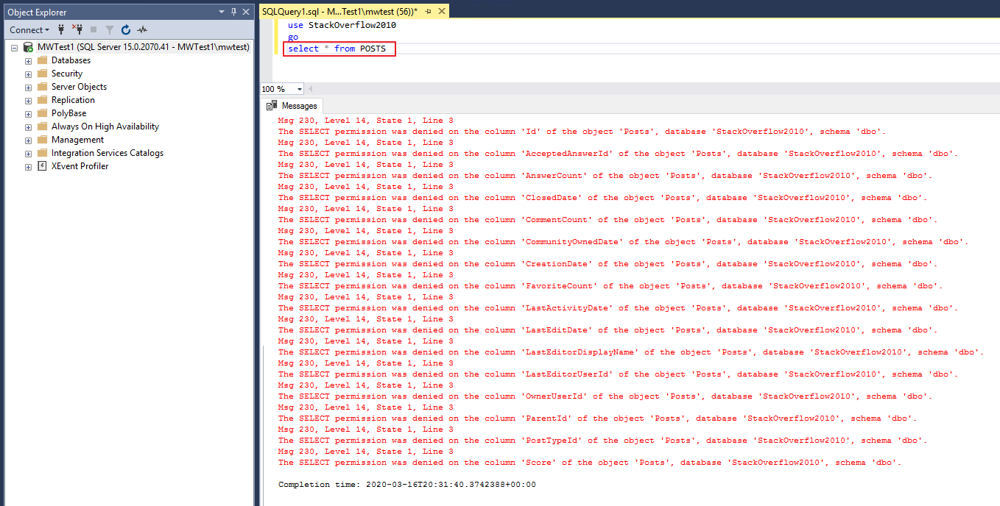 Object Explorer
Connect
MWTest1 (SQL Server 15.0.2070.41 - MWTest1\mwtest)
Databases
Security
Server Objects
Replication
PolyBase
Always On High Availability
Management
Integration Services Catalogs
XEvent Profiler
SQLQuery1.sql - M...Test1\mwtest (56))*
use StackOverflow2010
go
select * from POSTS
100 %
Messages
Msg 230, Level 14, State 1, Line 3
The SELECT permission was denied on the column 'Id' of the object 'Posts', database 'StackOverflow2010', schema 'dbo'.
Msg 230, Level 14, State 1, Line 3
The SELECT permission was denied on the column 'AcceptedAnswerId' of the object 'Posts', database 'StackOverflow2010', schema 'dbo'.
Msg 230, Level 14, State 1, Line 3
The SELECT permission was denied on the column 'AnswerCount' of the object 'Posts', database 'StackOverflow2010', schema 'dbo'.
Msg 230, Level 14, State 1, Line 3
The SELECT permission was denied on the column 'ClosedDate' of the object 'Posts', database 'StackOverflow2010', schema 'dbo'.
Msg 230, Level 14, State 1, Line 3
The SELECT permission was denied on the column 'CommentCount' of the object 'Posts', database 'StackOverflow2010', schema 'dbo'.
Msg 230, Level 14, State 1, Line 3
The SELECT permission was denied on the column 'CommunityOwnedDate' of the object 'Posts', database 'StackOverflow2010', schema 'dbo'.
Msg 230, Level 14, State 1, Line 3
The SELECT permission was denied on the column 'CreationDate' of the object 'Posts', database 'StackOverflow2010', schema 'dbo'.
Msg 230, Level 14, State 1, Line 3
The SELECT permission was denied on the column 'FavoriteCount' of the object 'Posts', database 'StackOverflow2010', schema 'dbo'.
Msg 230, Level 14, State 1, Line 3
The SELECT permission was denied on the column 'LastActivityDate' of the object 'Posts', database 'StackOverflow2010', schema 'dbo'.
Msg 230, Level 14, State 1, Line 3
The SELECT permission was denied on the column 'LastEditDate' of the object 'Posts', database 'StackOverflow2010', schema 'dbo'.
Msg 230, Level 14, State 1, Line 3
The SELECT permission was denied on the column 'LastEditorDisplayName' of the object 'Posts', database 'StackOverflow2010', schema 'dbo'.
Msg 230, Level 14, State 1, Line 3
The SELECT permission was denied on the column 'LastEditorUserId' of the object 'Posts', database 'StackOverflow2010', schema 'dbo'.
Msg 230, Level 14, State 1, Line 3
The SELECT permission was denied on the column 'OwnerUserId' of the object 'Posts', database 'StackOverflow2010', schema 'dbo'.
Msg 230, Level 14, State 1, Line 3
The SELECT permission was denied on the column 'ParentId' of the object 'Posts', database 'StackOverflow2010', schema 'dbo'.
Msg 230, Level 14, State 1, Line 3
The SELECT permission was denied on the column 'PostTypeId' of the object 'Posts', database 'StackOverflow2010', schema 'dbo'.
Msg 230, Level 14, State 1, Line 3
The SELECT permission was denied on the column 'Score' of the object 'Posts', database 'StackOverflow2010', schema 'dbo'.
Completion time: 2020-03-16T20:31:40.3742388+00:00